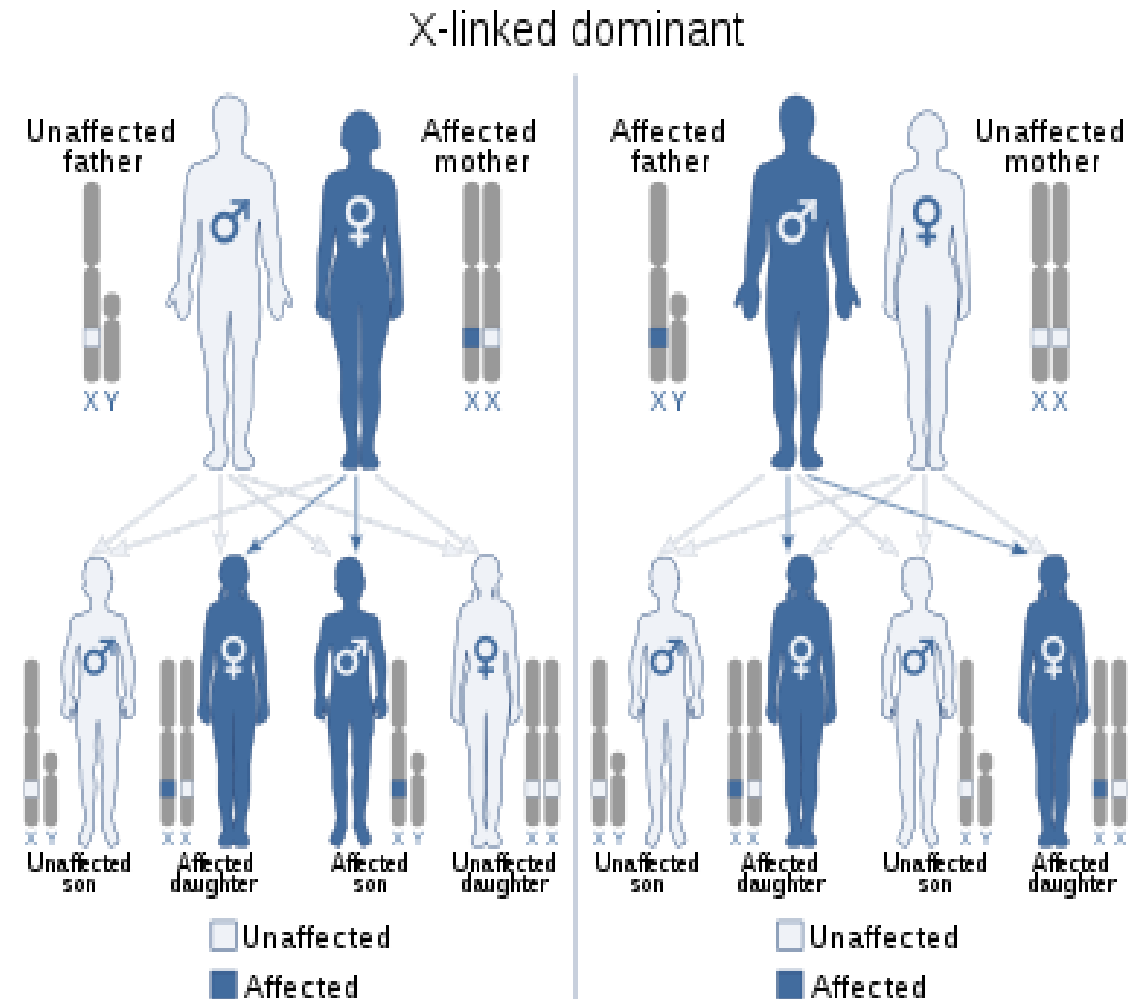 X-linked dominant
Unaffected
father
Affected
mother
X Y
X X
Unaffected
son
Affected
daughter
Affected
son
Unaffected
daughter
X Y
X X
X Y
X X
Unaffected
Affected
Affected
father
Unaffected
mother
X Y
X X
Unaffected
son
Affected
daughter
Unaffected
son
Affected
daughter
X Y
X X
X Y
X X
Unaffected
Affected